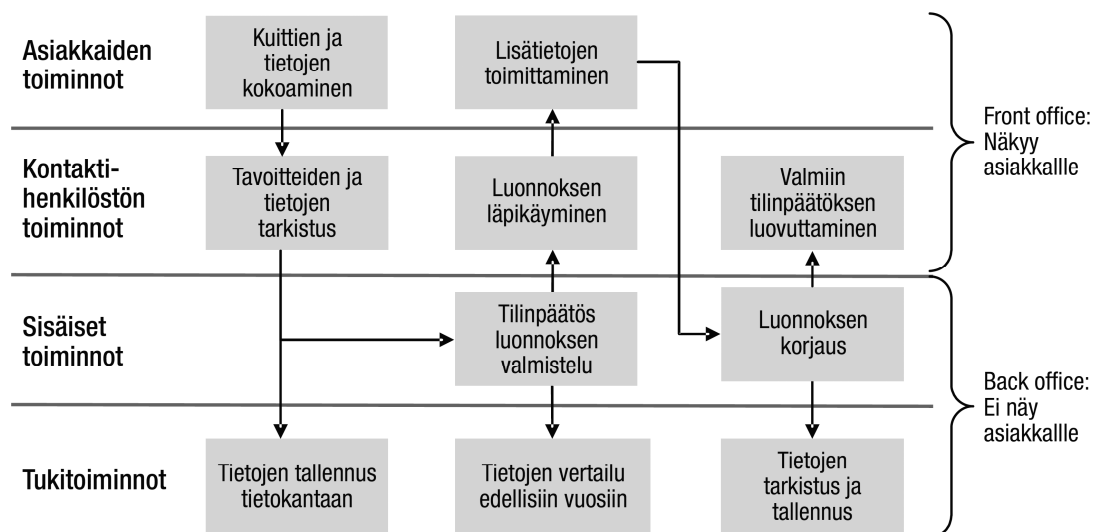 Asiakkaiden
toiminnot
Kuittien ja
tietojen
kokoaminen
Lisätietojen
toimittaminen
Front office:
Näkyy
asiakkallle
Kontakti-
henkilöstön
toiminnot
Tavoitteiden ja
tietojen
tarkistus
Luonnoksen
läpikäyminen
Valmiin
tilinpäätöksen
luovuttaminen
Sisäiset
toiminnot
Tilinpäätös
luonnoksen
valmistelu
Luonnoksen
korjaus
Back office:
Ei näy
asiakkallle
Tukitoiminnot
Tietojen tallennus
tietokantaan
Tietojen vertailu
edellisiin vuosiin
Tietojen
tarkistus ja
tallennus